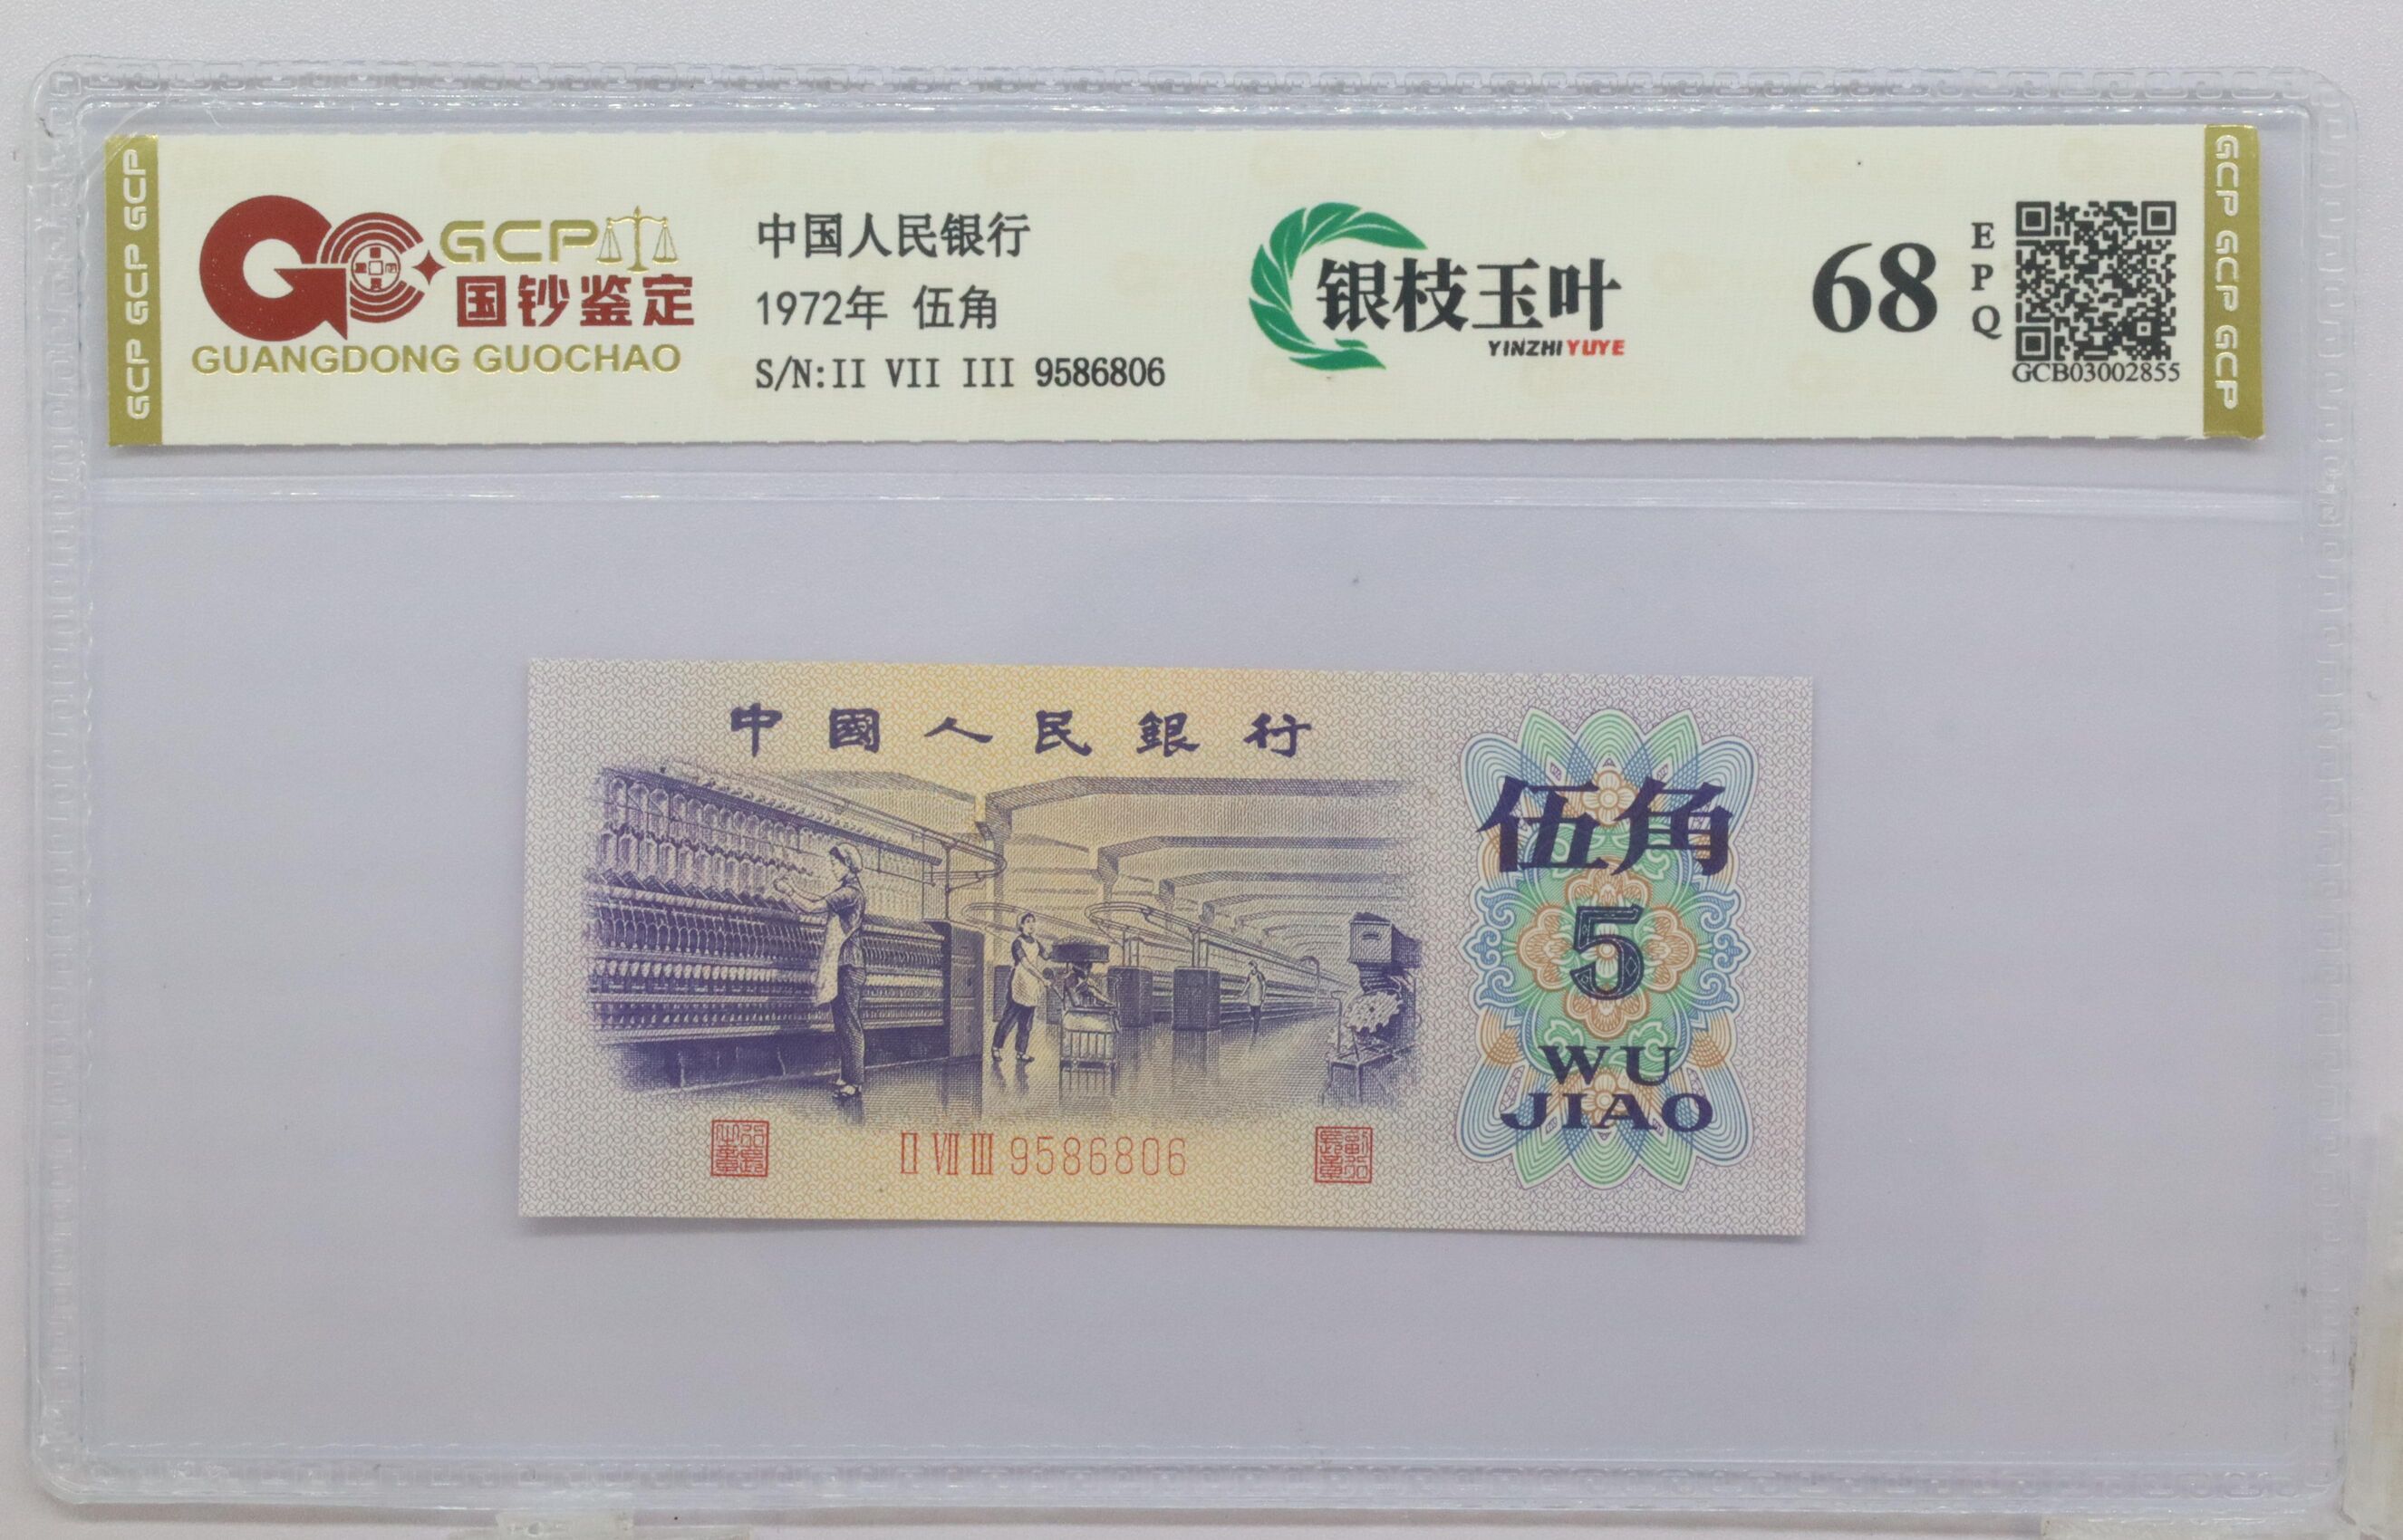 GCP GCP GCP
GCP
国钞鉴定
GUANGDONG GUOCHAO
中国人民银行
1972年 伍角
S/N:II VII III 9586806
银枝玉叶
YINZHI YUYE
68
EPQ
GCB03002855
GCP GCP GCP
中國人民銀行
伍角
5
WU
JIAO
II VII III 9586806